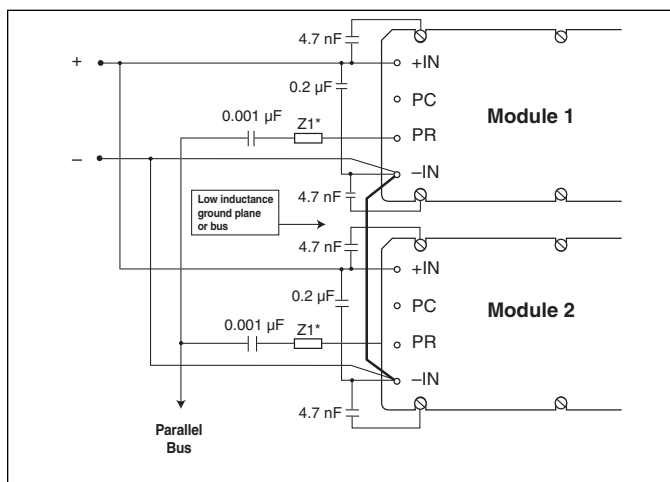 4.7 nF
+
+IN
0.2 µF
PC
Module 1
0.001 µF
Z1*
PR
–
–IN
4.7 nF
Low inductance
ground plane
or bus
4.7 nF
+IN
0.2 µF
PC
Module 2
0.001 µF
Z1*
PR
–IN
4.7 nF
Parallel
Bus